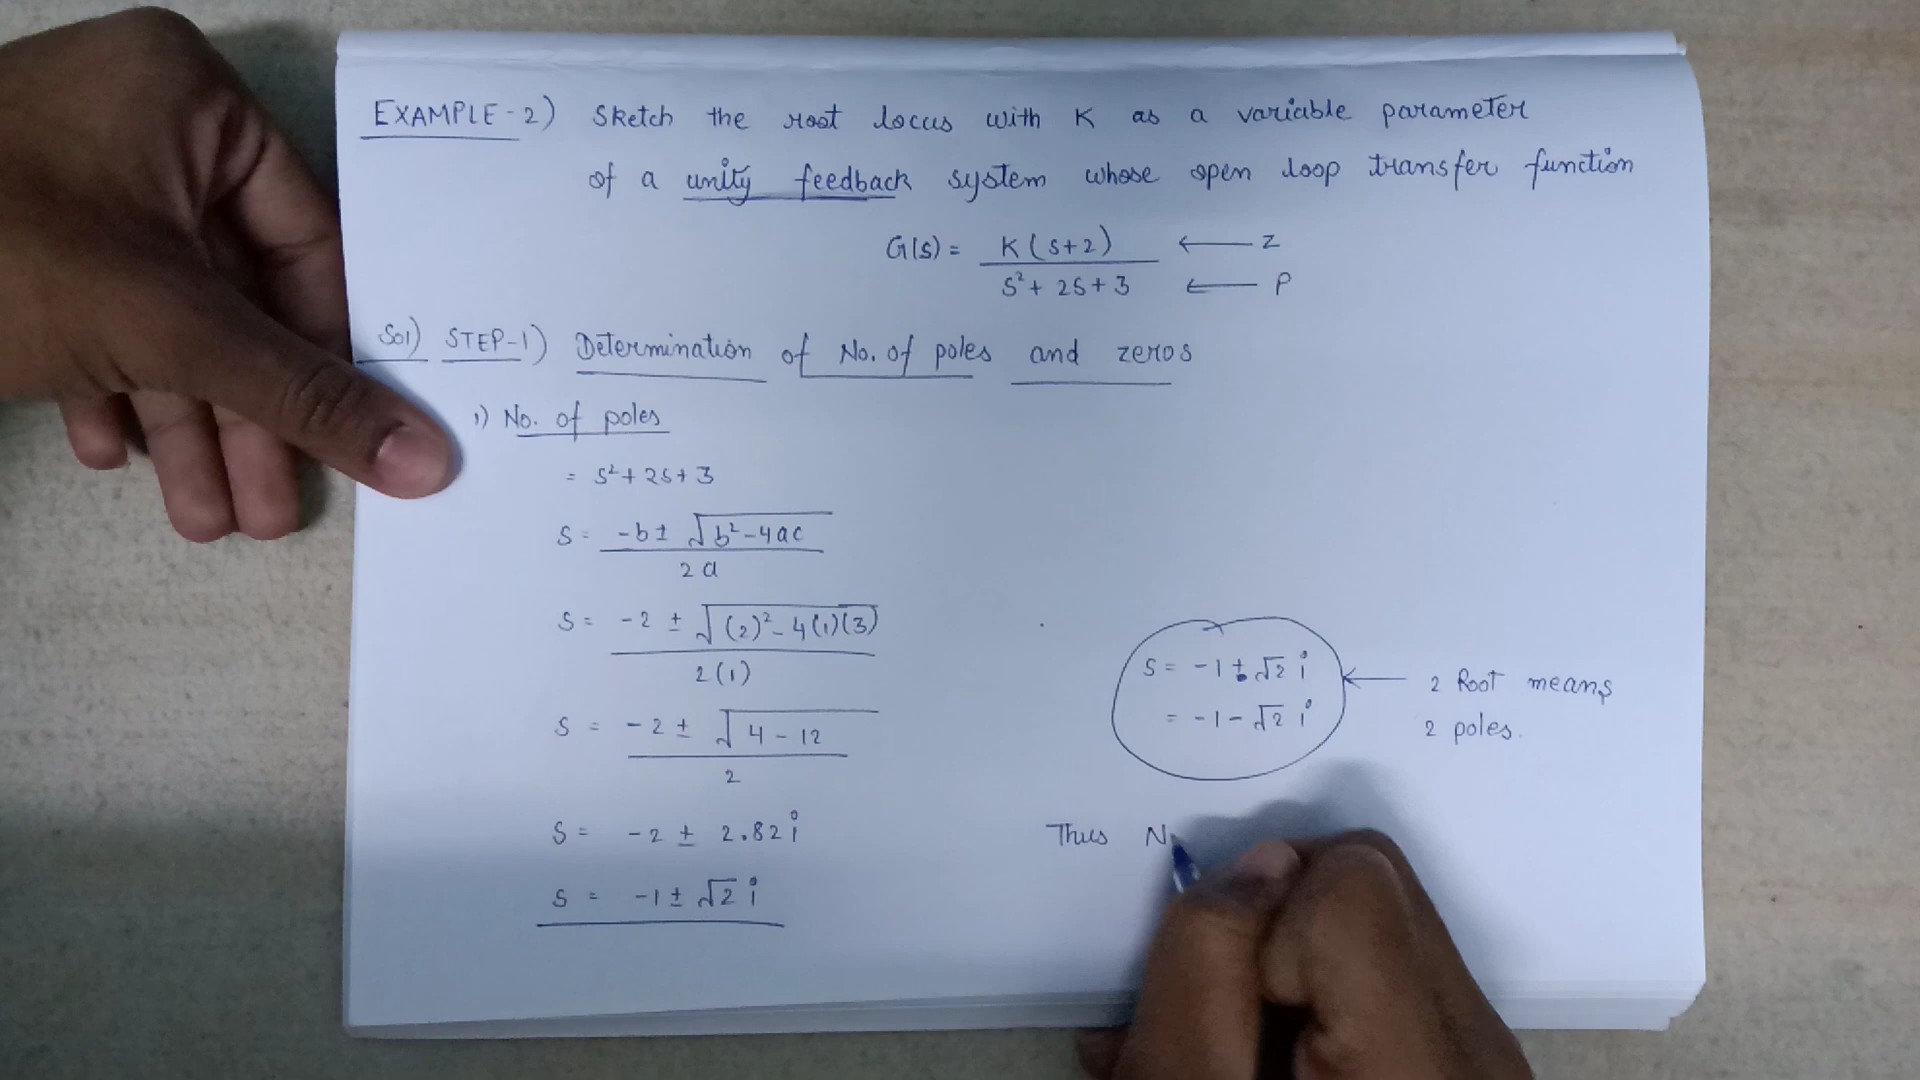 EXAMPLE-2) Sketch the root locus with K as a variable parameter
of a unity feedback system whose open loop transfer function
G(s) = K(s+2) ← Z
s²+2s+3 ← P
Sol) STEP-1) Determination of No. of poles and zeros
1) No. of poles
= s²+2s+3
S = -b ± √b²-4ac
2a
S = -2 ± √(2)²-4(1)(3)
2(1)
S = -2 ± √4-12
2
S = -2 ± 2.82 i
S = -1 ± √2 i
S = -1 ± √2 i ← 2 Root means
= -1 - √2 i 2 poles.
Thus N